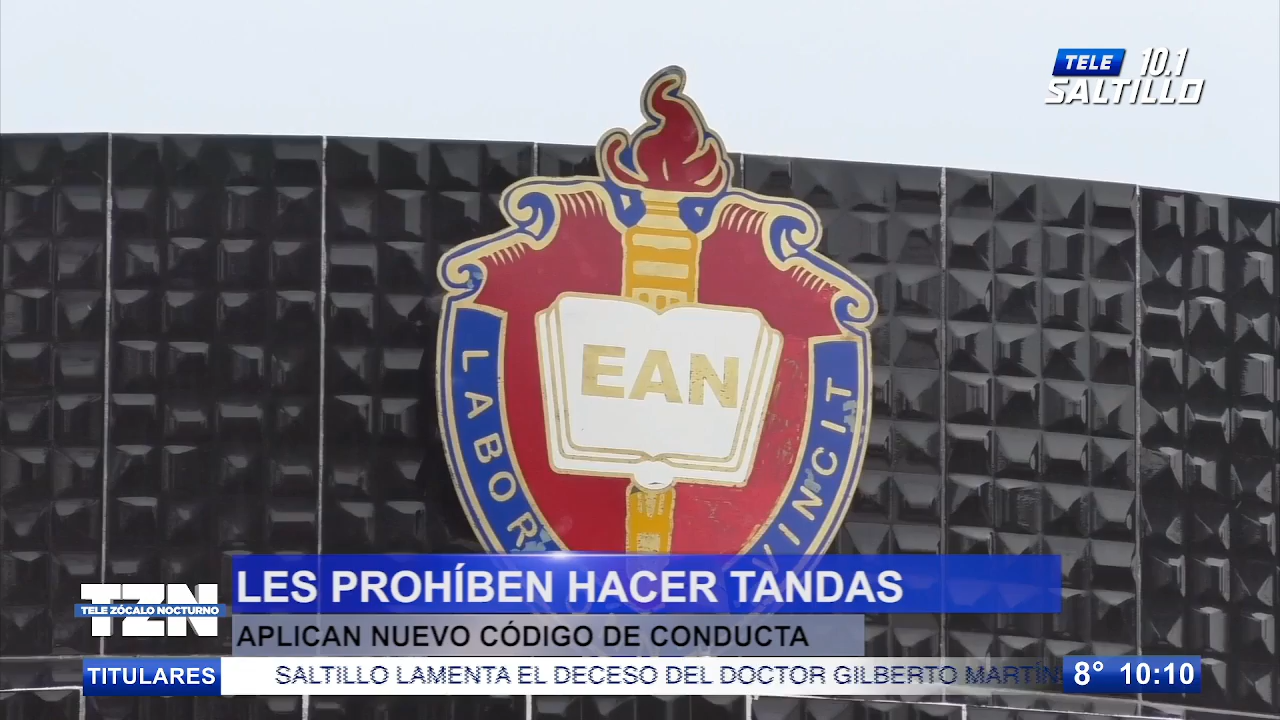 TELE 10.1
SALTILLO
EAN
LABOR
VINCIT
LES PROHÍBEN HACER TANDAS
TZN
TELE ZÓCALO NOCTURNO
APLICAN NUEVO CÓDIGO DE CONDUCTA
TITULARES
SALTILLO LAMENTA EL DECESO DEL DOCTOR GILBERTO
8° 10:10